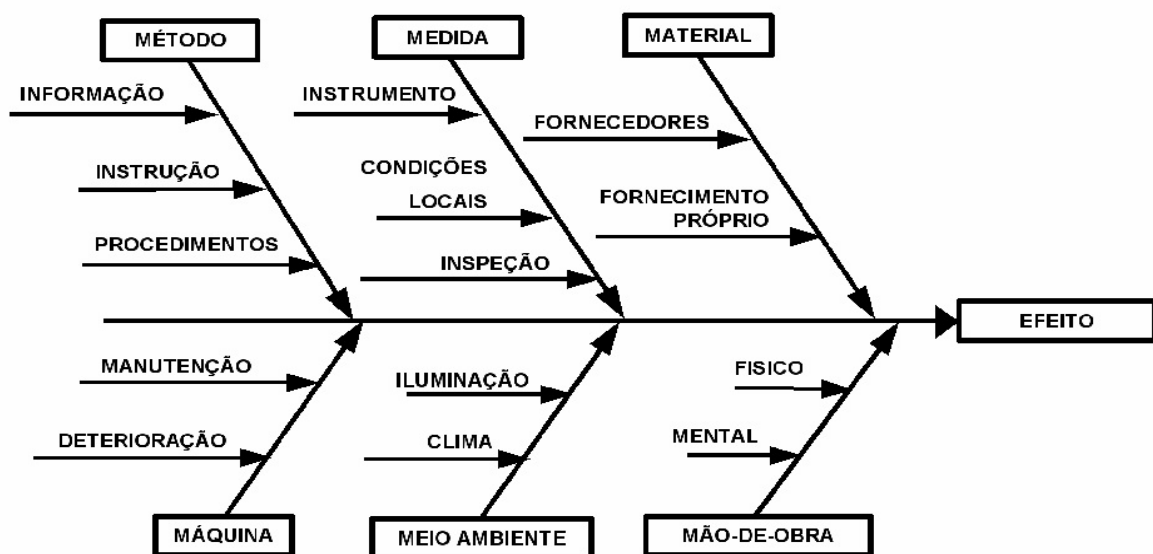 MÉTODO
MEDIDA
MATERIAL
INFORMAÇÃO
INSTRUMENTO
FORNECEDORES
INSTRUÇÃO
CONDIÇÕES
LOCAIS
FORNECIMENTO
PRÓPRIO
PROCEDIMENTOS
INSPEÇÃO
EFEITO
MANUTENÇÃO
ILUMINAÇÃO
FISICO
DETERIORAÇÃO
CLIMA
MENTAL
MÁQUINA
MEIO AMBIENTE
MÃO-DE-OBRA